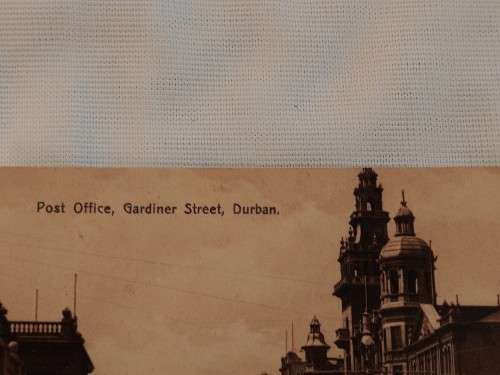 Post Office, Gardiner Street, Durban.